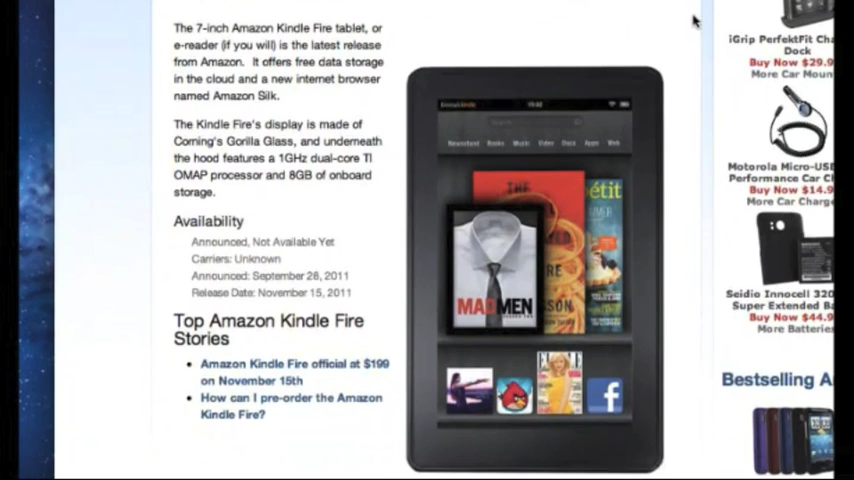 The 7-inch Amazon Kindle Fire tablet, or
e-reader (if you will) is the latest release
from Amazon. It offers free data storage
in the cloud and a new internet browser
named Amazon Silk.
The Kindle Fire's display is made of
Corning's Gorilla Glass, and underneath
the hood features a 1GHz dual-core TI
OMAP processor and 8GB of onboard
storage.
Availability
Announced, Not Available Yet
Carriers: Unknown
Announced: September 28, 2011
Release Date: November 15, 2011
Top Amazon Kindle Fire
Stories
Amazon Kindle Fire official at $199
on November 15th
How can I pre-order the Amazon
Kindle Fire?
Search
Newsstand Books Music Video Docs Apps Web
THE
MAD MEN
ELLE
f
iGrip PerfektFit Cha
Dock
Buy Now $29.9
More Car Moun
Motorola Micro-USB
Performance Car Ch
Buy Now $14.9
More Car Charge
Seidio Innocell 320
Super Extended Ba
Buy Now $44.9
More Batteries
Bestselling A